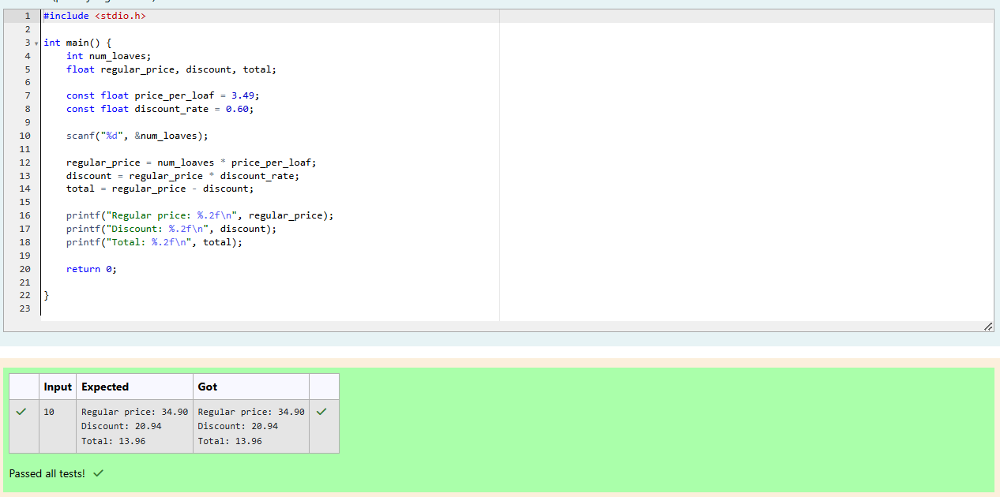 1 #include <stdio.h>
2
3 int main() {
4     int num_loaves;
5     float regular_price, discount, total;
6
7     const float price_per_loaf = 3.49;
8     const float discount_rate = 0.60;
9
10     scanf("%d", &num_loaves);
11
12     regular_price = num_loaves * price_per_loaf;
13     discount = regular_price * discount_rate;
14     total = regular_price - discount;
15
16     printf("Regular price: %.2f\n", regular_price);
17     printf("Discount: %.2f\n", discount);
18     printf("Total: %.2f\n", total);
19
20     return 0;
21
22 }
23
Input Expected Got
10 Regular price: 34.90 Regular price: 34.90
Discount: 20.94 Discount: 20.94
Total: 13.96 Total: 13.96
Passed all tests!